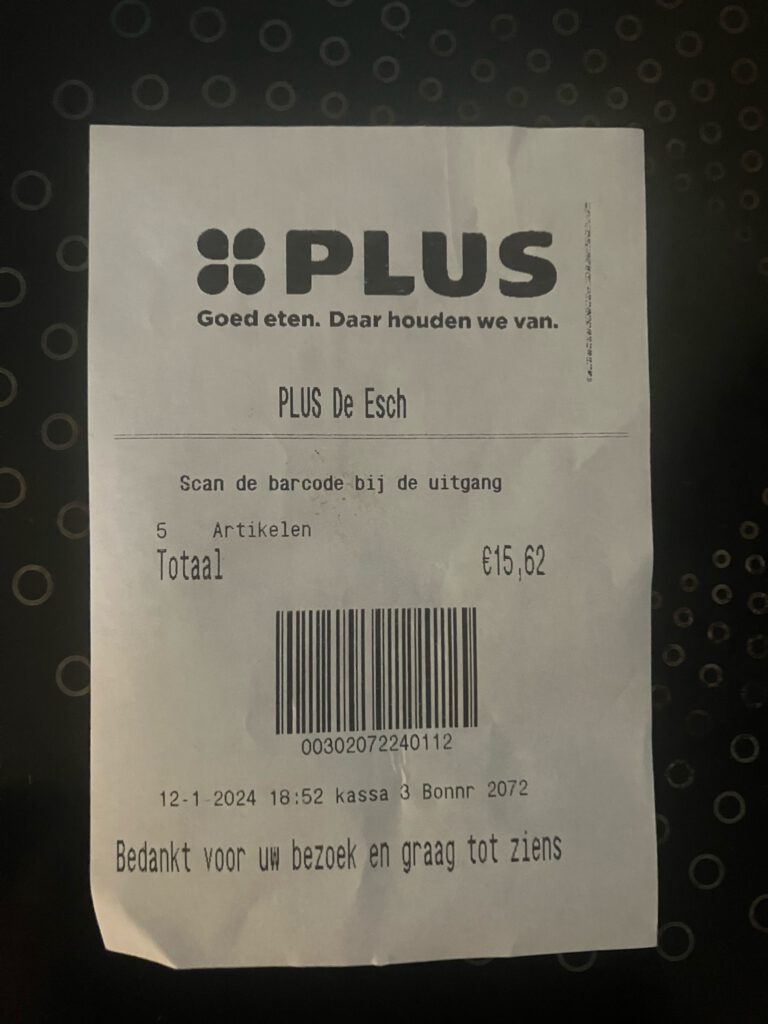 PLUS
Goed eten. Daar houden we van.
PLUS De Esch
Scan de barcode bij de uitgang
5 Artikelen
Totaal €15,62
00302072240112
12-1-2024 18:52 kassa 3 Bonnr 2072
Bedankt voor uw bezoek en graag tot ziens